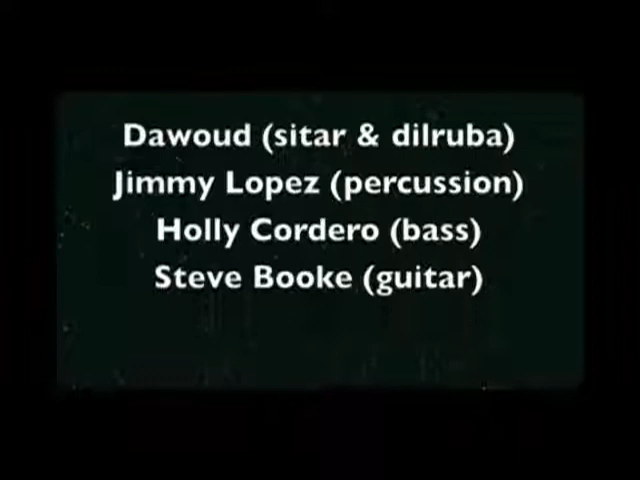 Dawoud (sitar & dilruba)
Jimmy Lopez (percussion)
Holly Cordero (bass)
Steve Booke (guitar)